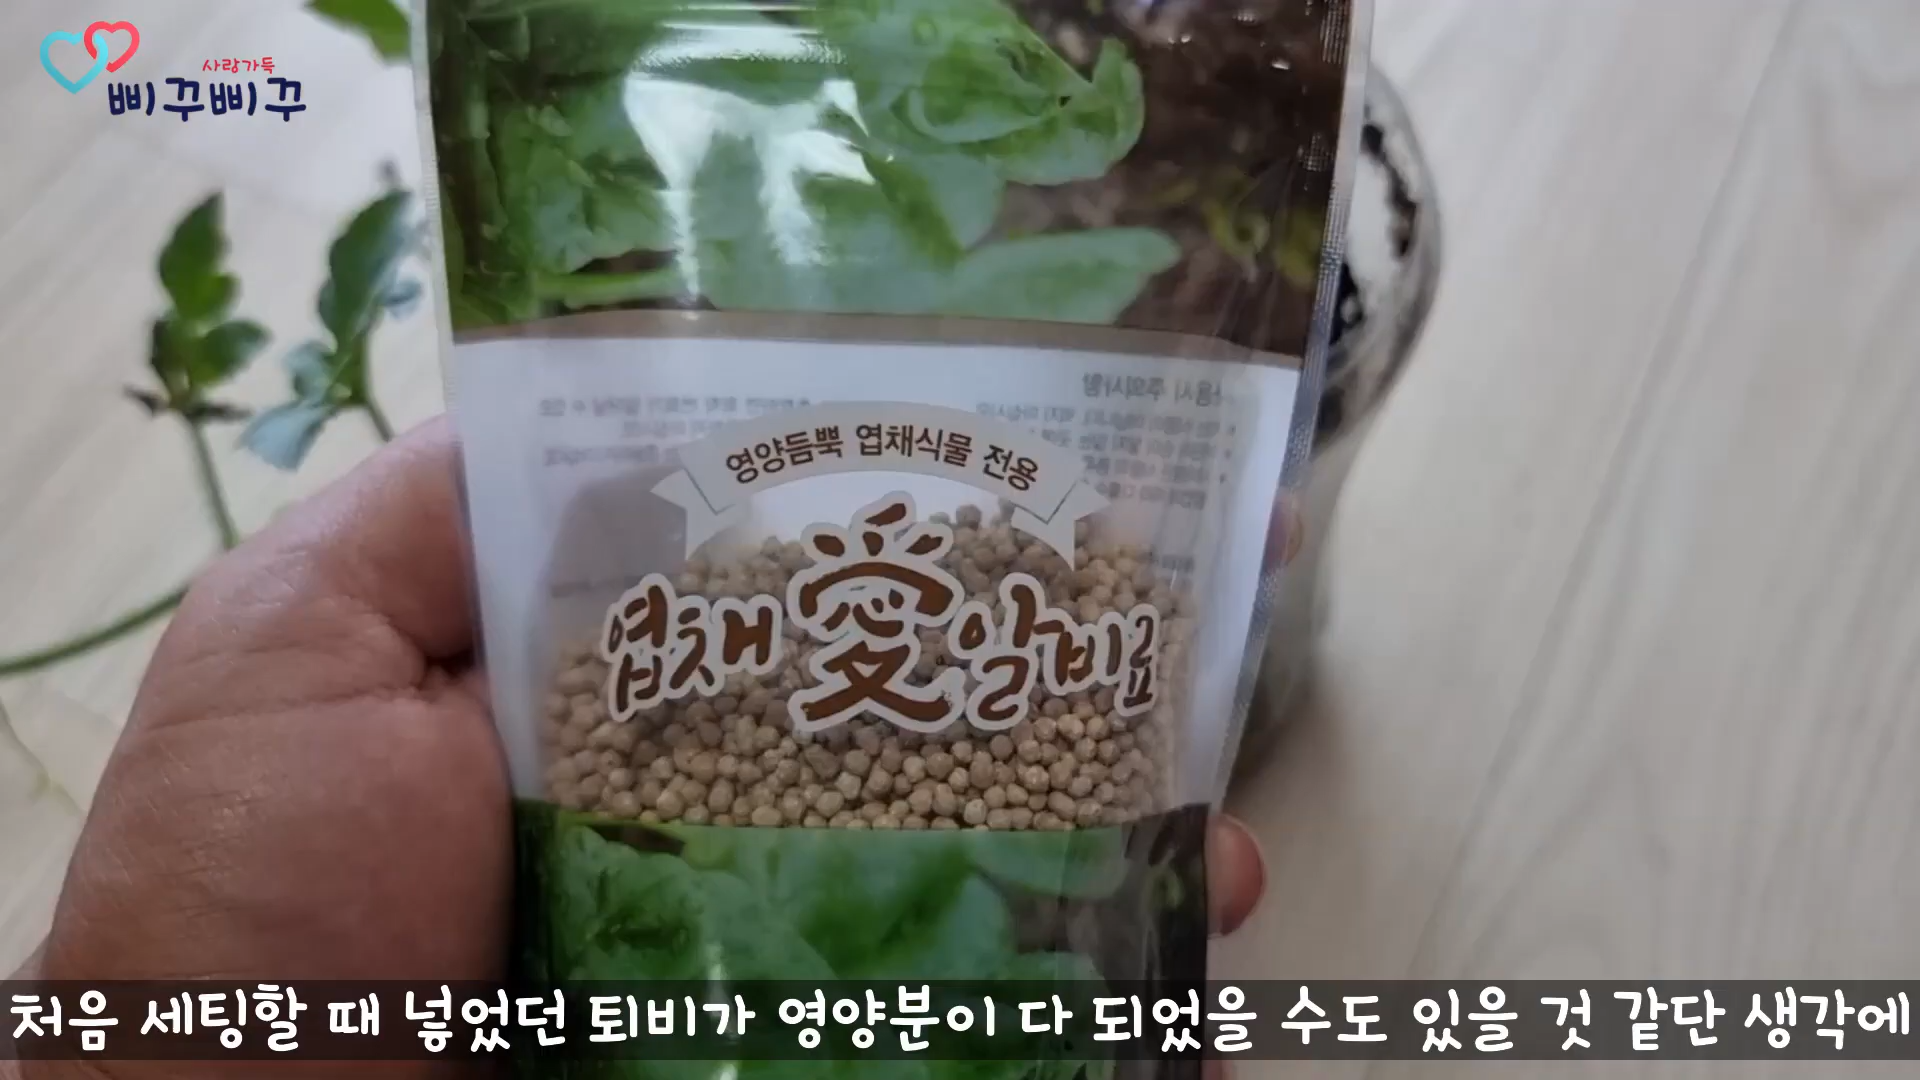 사랑가득
삐꾸삐꾸
영양듬뿍 엽채식물 전용
엽채 愛 알비료
처음 세팅할 때 넣었던 퇴비가 영양분이 다 되었을 수도 있을 것 같단 생각에